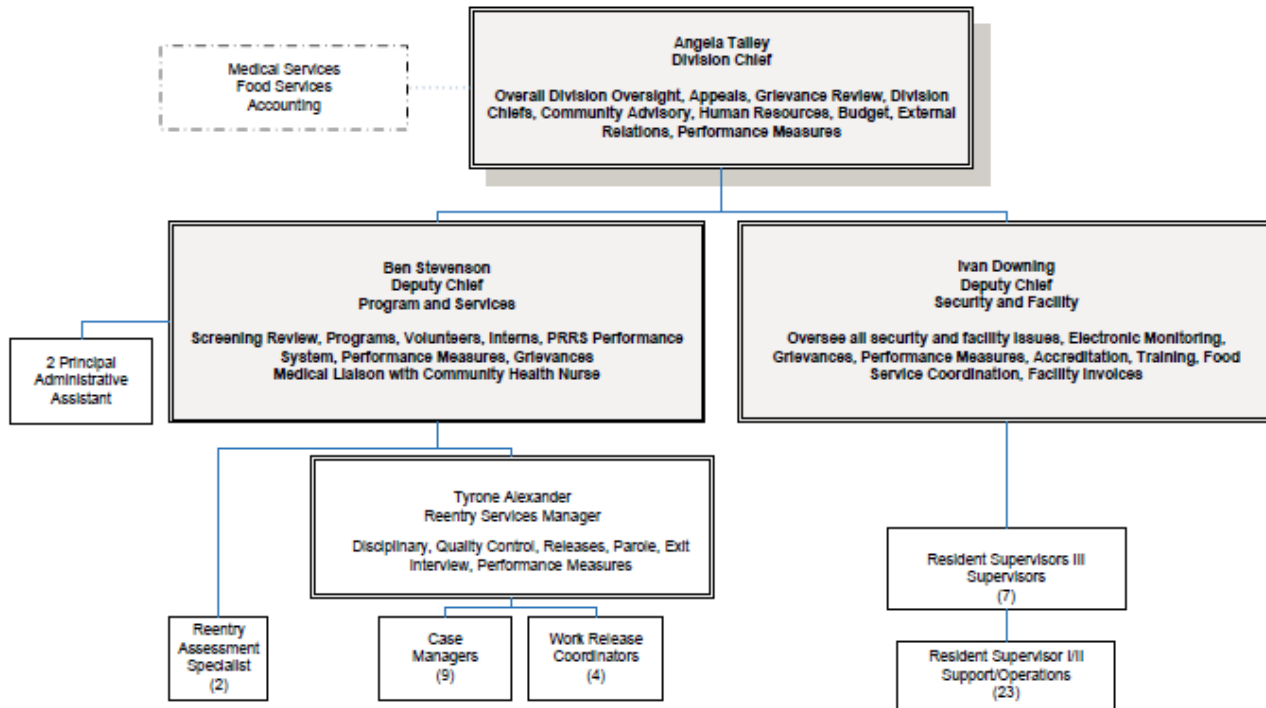 Angela Talley
Division Chief
Overall Division Oversight, Appeals, Grievance Review, Division
Chiefs, Community Advisory, Human Resources, Budget, External
Relations, Performance Measures
Medical Services
Food Services
Accounting
Ben Stevenson
Deputy Chief
Program and Services
Screening Review, Programs, Volunteers, Interns, PRRS Performance
System, Performance Measures, Grievances
Medical Liaison with Community Health Nurse
Ivan Downing
Deputy Chief
Security and Facility
Oversee all security and facility issues, Electronic Monitoring,
Grievances, Performance Measures, Accreditation, Training, Food
Service Coordination, Facility Invoices
2 Principal
Administrative
Assistant
Tyrone Alexander
Reentry Services Manager
Disciplinary, Quality Control, Releases, Parole, Exit
Interview, Performance Measures
Reentry
Assessment
Specialist
(2)
Case
Managers
(9)
Work Release
Coordinators
(4)
Resident Supervisors III
Supervisors
(7)
Resident Supervisor I/II
Support/Operations
(23)